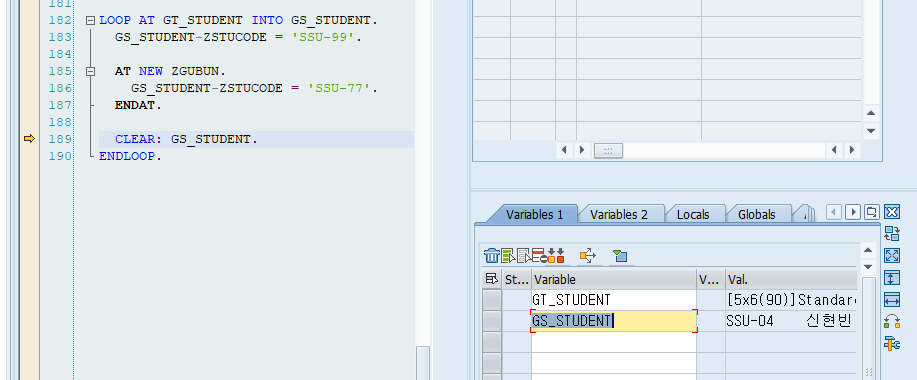 181
182 LOOP AT GT_STUDENT INTO GS_STUDENT.
183 GS_STUDENT-ZSTUCODE = 'SSU-99'.
184
185 AT NEW ZGUBUN.
186 GS_STUDENT-ZSTUCODE = 'SSU-77'.
187 ENDAT.
188
189 CLEAR: GS_STUDENT.
190 ENDLOOP.
Variables 1 Variables 2 Locals Globals
St... Variable V... Val.
GT_STUDENT [5x6(90)]Standard
GS_STUDENT SSU-04 신현빈